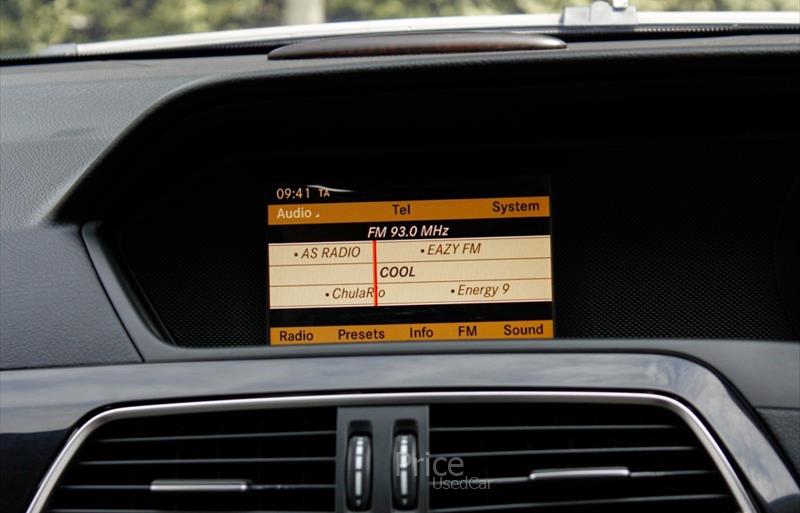 09:41 TA
Audio Tel System
FM 93.0 MHz
• AS RADIO • EAZY FM
COOL
• ChulaRio • Energy 9
Radio Presets Info FM Sound
Price
UsedCar